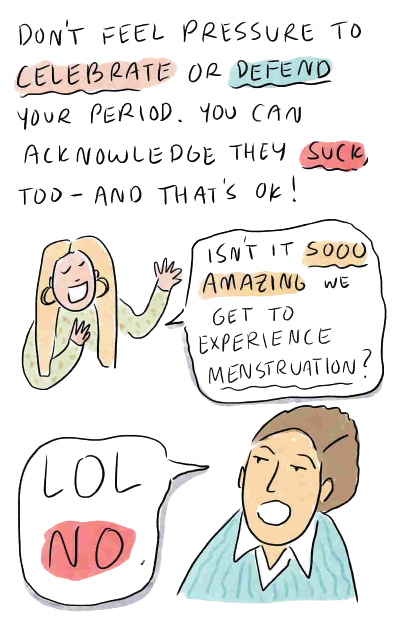 DON'T FEEL PRESSURE TO
CELEBRATE OR DEFEND
YOUR PERIOD. YOU CAN
ACKNOWLEDGE THEY SUCK,
TOO - AND THAT'S OK!
ISN'T IT SOOO
AMAZING WE
GET TO
EXPERIENCE
MENSTRUATION?
LOL
NO.